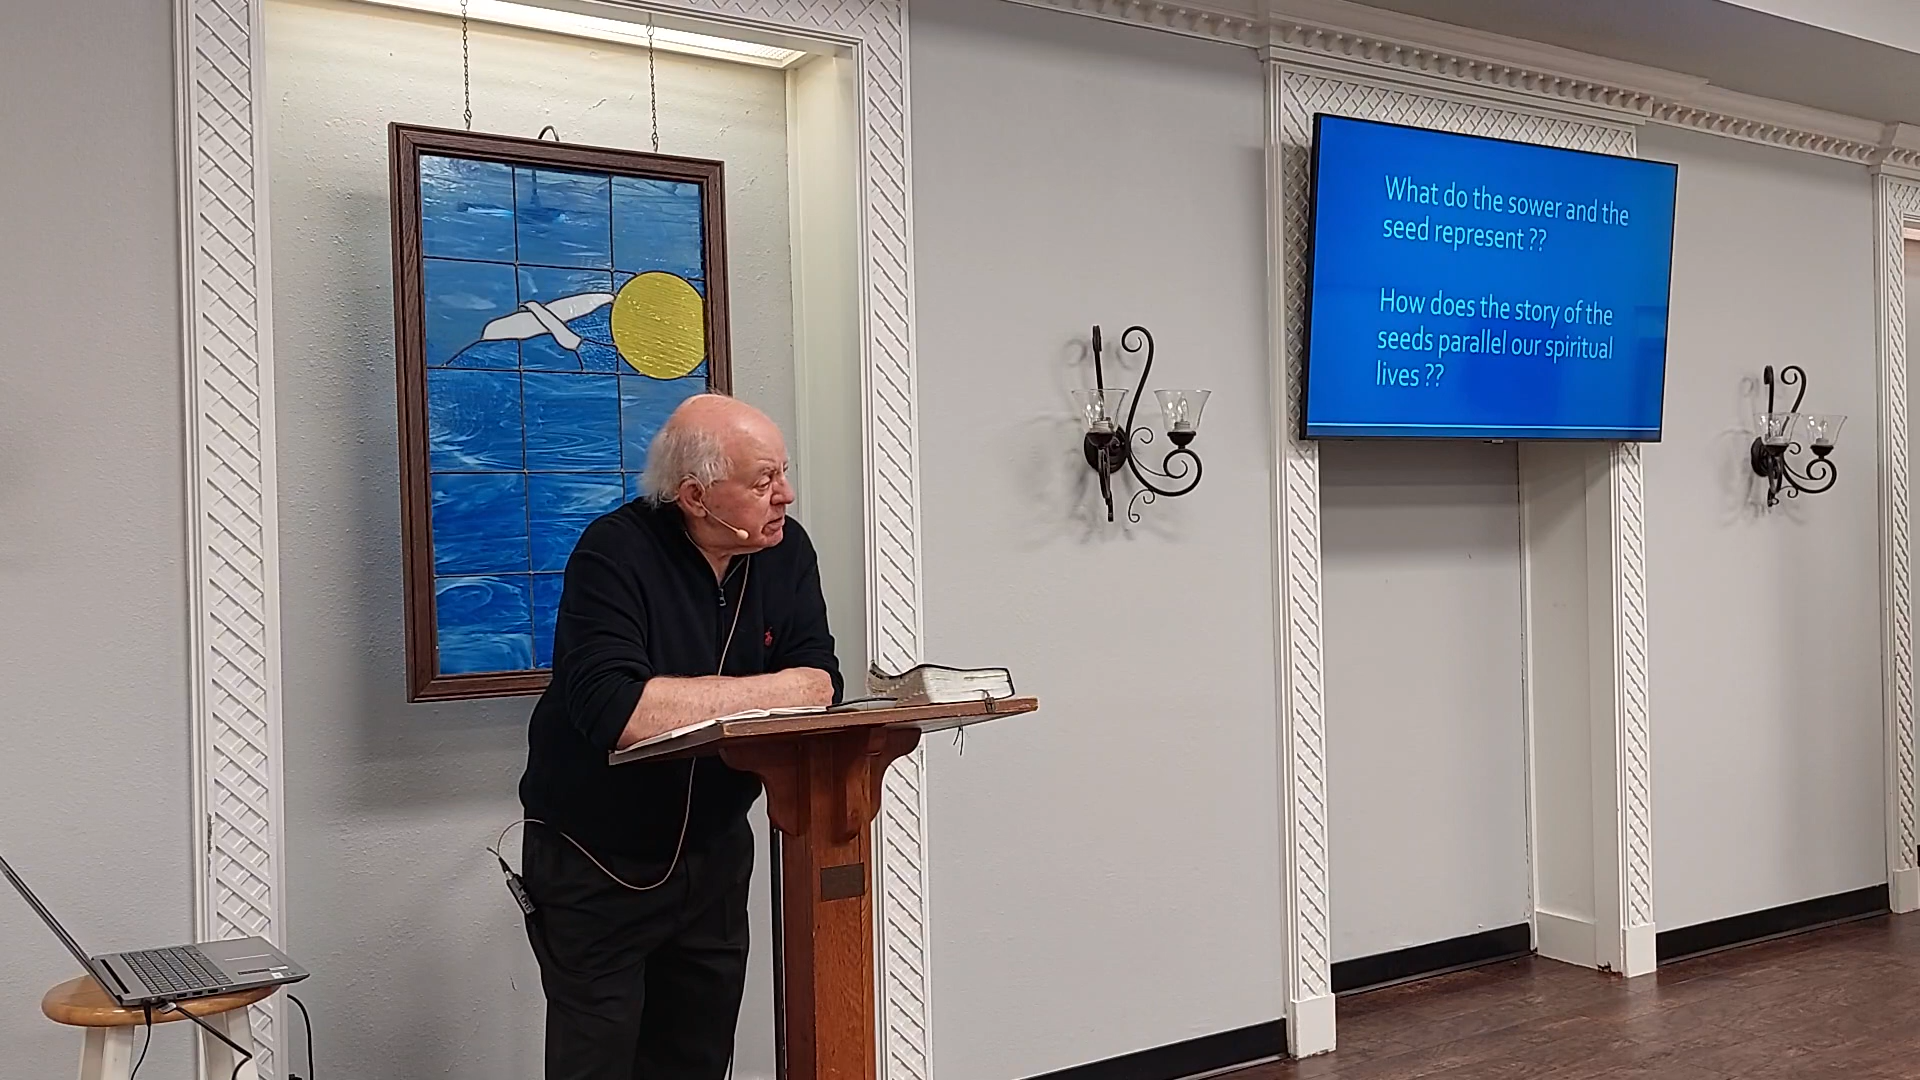 What do the sower and the
seed represent ??
How does the story of the
seeds parallel our spiritual
lives ??